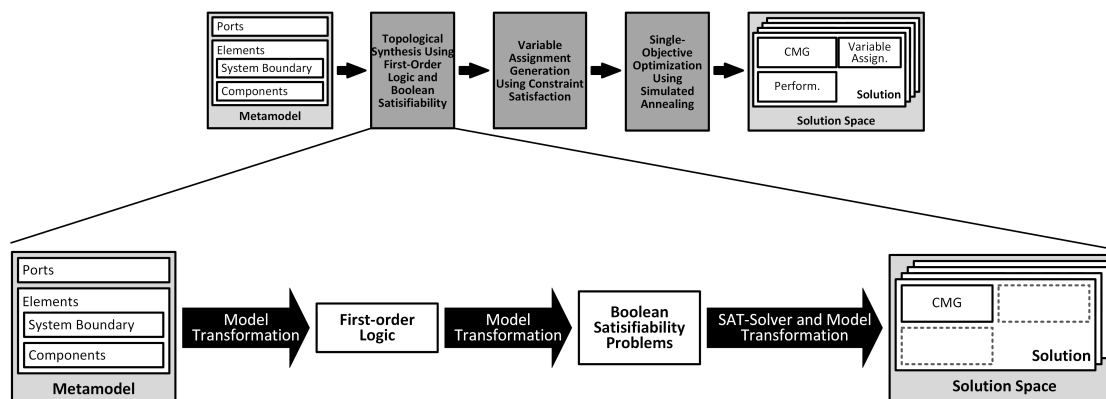 Ports
Elements
System Boundary
Components
Metamodel
Topological
Synthesis Using
First-Order
Logic and
Boolean
Satisifiability
Variable
Assignment
Generation
Using Constraint
Satisfaction
Single-
Objective
Optimization
Using
Simulated
Annealing
CMG
Variable
Assign.
Perform.
Solution
Solution Space
Ports
Elements
System Boundary
Components
Metamodel
Model
Transformation
First-order
Logic
Model
Transformation
Boolean
Satisifiability
Problems
SAT-Solver and Model
Transformation
CMG
Solution
Solution Space